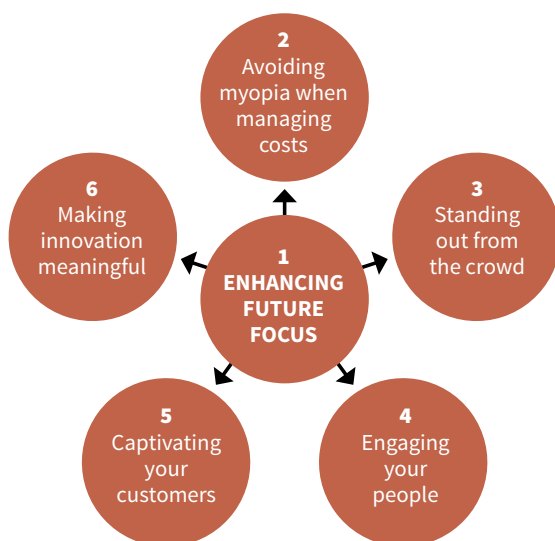 2
Avoiding
myopia when
managing
costs
6
Making
innovation
meaningful
3
Standing
out from
the crowd
1
ENHANCING
FUTURE
FOCUS
5
Captivating
your
customers
4
Engaging
your
people